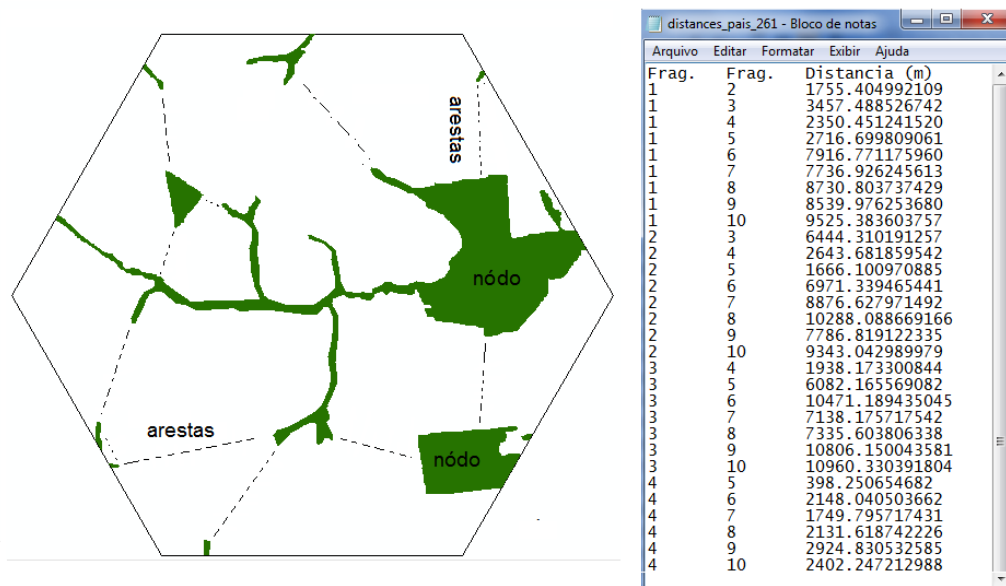 arestas
nódo
arestas
nódo
distances_pais_261 - Bloco de notas
Arquivo Editar Formatar Exibir Ajuda
Frag. Frag. Distancia (m)
1 2 1755.404992109
1 3 3457.488526742
1 4 2350.451241520
1 5 2716.699809061
1 6 7916.771175960
1 7 7736.926245613
1 8 8730.803737429
1 9 8539.976253680
1 10 9525.383603757
2 3 6444.310191257
2 4 2643.681859542
2 5 1666.100970885
2 6 6971.339465441
2 7 8876.627971492
2 8 10288.088669166
2 9 7786.819122335
2 10 9343.042989979
3 4 1938.173300844
3 5 6082.165569082
3 6 10471.189435045
3 7 7138.175717542
3 8 7335.603806338
3 9 10806.150043581
3 10 10960.330391804
4 5 398.250654682
4 6 2148.040503662
4 7 1749.795717431
4 8 2131.618742226
4 9 2924.830532585
4 10 2402.247212988